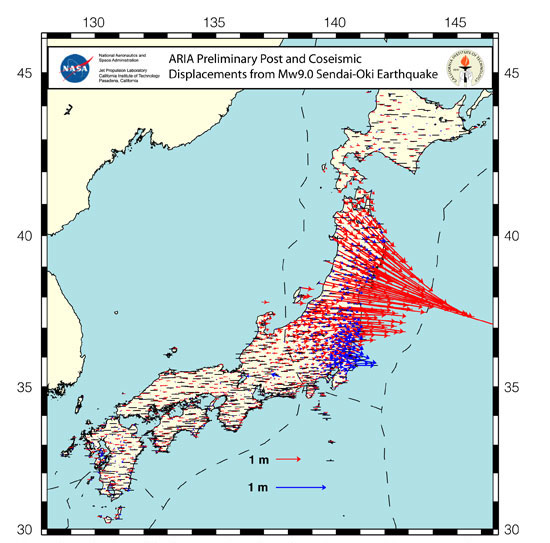 130 135 140 145
NASA
National Aeronautics and
Space Administration
Jet Propulsion Laboratory
California Institute of Technology
Pasadena, California
ARIA Preliminary Post and Coseismic
Displacements from Mw9.0 Sendai-Oki Earthquake
45 45
40 40
35 35
1 m
1 m
30 30